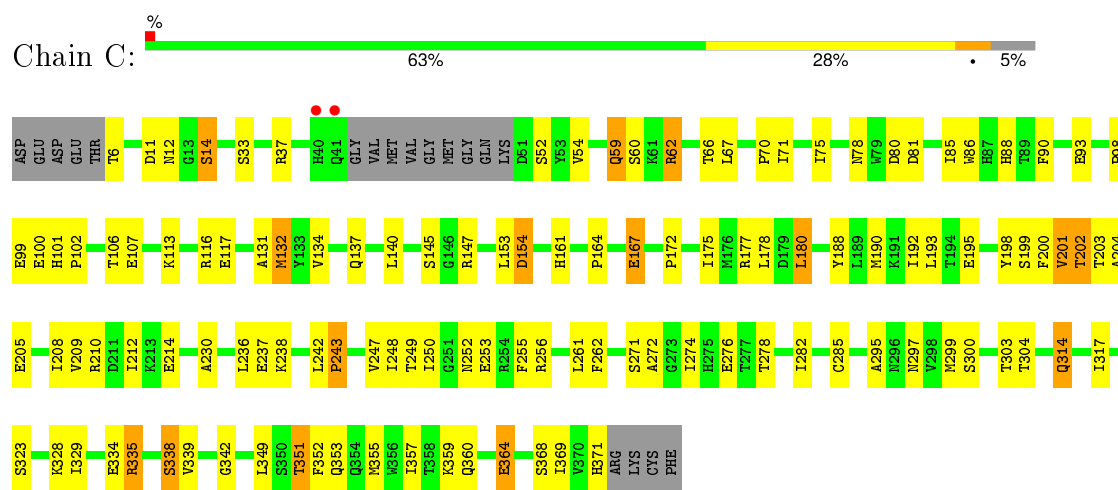 %
Chain C:
63% 28% • 5%
ASP GLU ASP GLU THR T6 D11 N12 G13 S14 S33 R37 H40 Q41 GLY VAL MET VAL GLY MET GLY GLN LYS D51 S52 Y53 V54 Q59 S60 K61 R62 T66 L67 P70 I71 I75 N78 W79 D80 D81 I85 W86 H87 H88 T89 F90 E93
E99 E100 H101 P102 T106 E107 K113 R116 E117 A131 M132 Y133 V134 Q137 L140 S145 G146 R147 L153 D154 H161 P164 E167 P172 I175 M176 R177 L178 D179 L180 Y188 L189 M190 K191 I192 L193 T194 E195 Y198 S199 F200 V201 T202 T203 A204
E205 I208 V209 R210 D211 I212 K213 E214 A230 L236 E237 K238 L242 P243 V247 I248 T249 I250 G251 N252 E253 R254 F255 R256 L261 F262 S271 A272 G273 I274 H275 E276 T277 T278 I282 C285 A295 N296 N297 V298 M299 S300 T303 T304 Q314 I317
S323 K328 I329 E334 R335 S338 V339 G342 L349 S350 T351 F352 Q353 Q354 M355 W356 I357 T358 K359 Q360 E364 S368 I369 V370 H371 ARG LYS CYS PHE